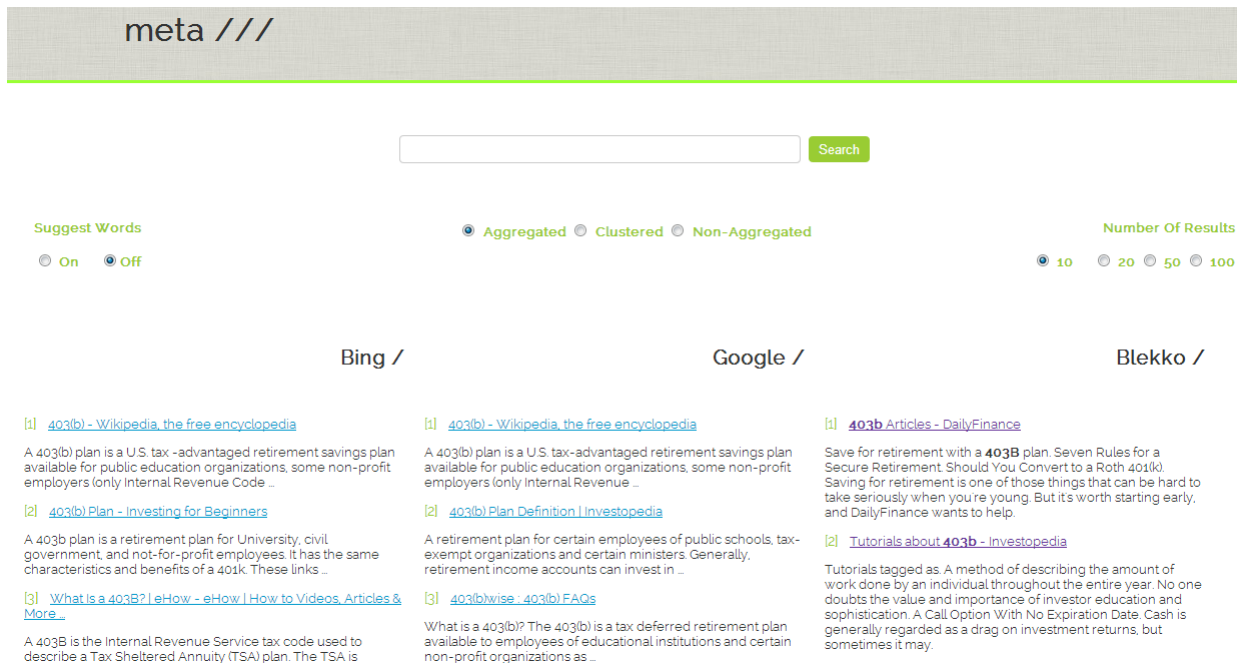 meta ///
Search
Suggest Words
On Off
Aggregated Clustered Non-Aggregated
Number Of Results
10 20 50 100
Bing /
[1] 403(b) - Wikipedia, the free encyclopedia
A 403(b) plan is a U.S. tax -advantaged retirement savings plan
available for public education organizations, some non-profit
employers (only Internal Revenue Code ...
[2] 403(b) Plan - Investing for Beginners
A 403b plan is a retirement plan for University, civil
government, and not-for-profit employees. It has the same
characteristics and benefits of a 401k. These links ...
[3] What Is a 403B? | eHow - eHow | How to Videos, Articles &
More ...
A 403B is the Internal Revenue Service tax code used to
describe a Tax Sheltered Annuity (TSA) plan. The TSA is
Google /
[1] 403(b) - Wikipedia, the free encyclopedia
A 403(b) plan is a U.S. tax-advantaged retirement savings plan
available for public education organizations, some non-profit
employers (only Internal Revenue ...
[2] 403(b) Plan Definition | Investopedia
A retirement plan for certain employees of public schools, tax-
exempt organizations and certain ministers. Generally,
retirement income accounts can invest in ...
[3] 403(b)wise : 403(b) FAQs
What is a 403(b)? The 403(b) is a tax deferred retirement plan
available to employees of educational institutions and certain
non-profit organizations as ...
Blekko /
[1] 403b Articles - DailyFinance
Save for retirement with a 403B plan. Seven Rules for a
Secure Retirement. Should You Convert to a Roth 401(k).
Saving for retirement is one of those things that can be hard to
take seriously when you're young. But it's worth starting early,
and DailyFinance wants to help.
[2] Tutorials about 403b - Investopedia
Tutorials tagged as. A method of describing the amount of
work done by an individual throughout the entire year. No one
doubts the value and importance of investor education and
sophistication. A Call Option With No Expiration Date. Cash is
generally regarded as a drag on investment returns, but
sometimes it may.